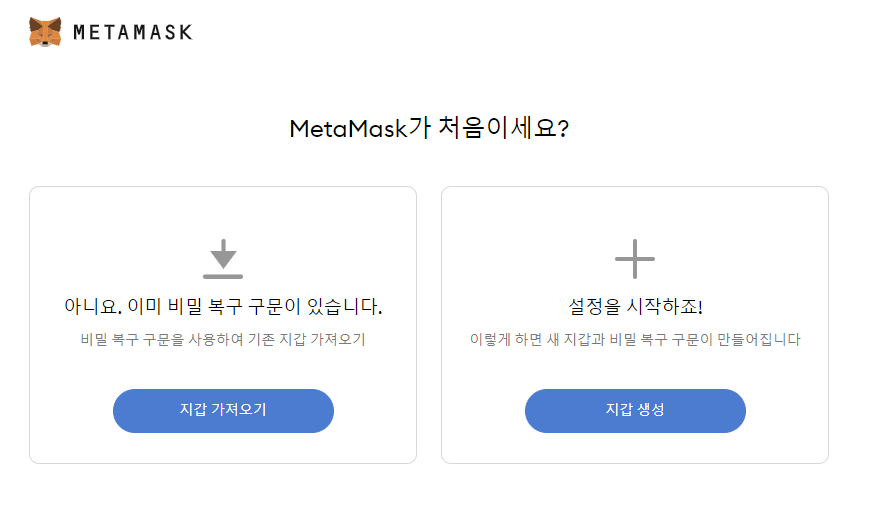 METAMASK
MetaMask가 처음이세요?
아니요. 이미 비밀 복구 구문이 있습니다.
비밀 복구 구문을 사용하여 기존 지갑 가져오기
지갑 가져오기
설정을 시작하죠!
이렇게 하면 새 지갑과 비밀 복구 구문이 만들어집니다
지갑 생성